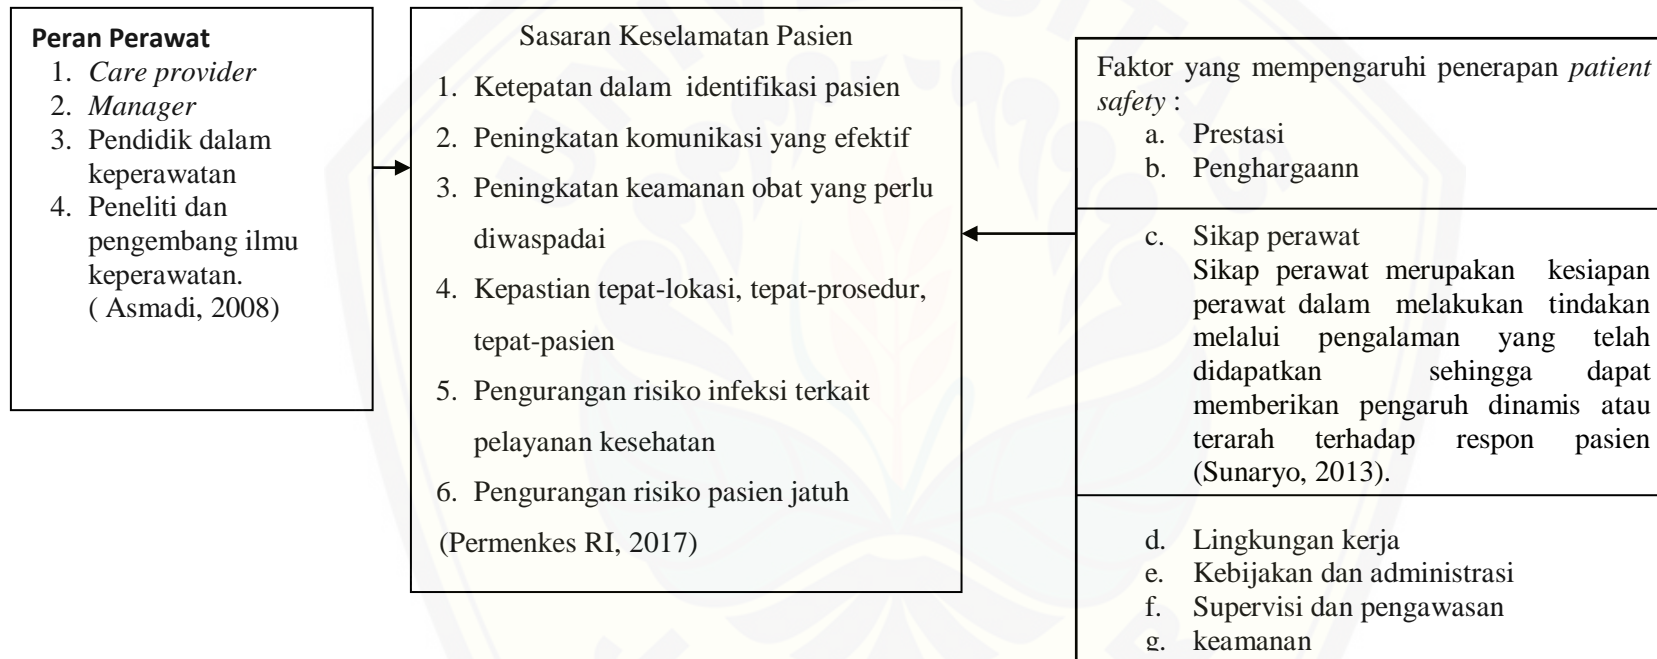 Peran Perawat
1. Care provider
2. Manager
3. Pendidik dalam
keperawatan
4. Peneliti dan
pengembang ilmu
keperawatan.
( Asmadi, 2008)
Sasaran Keselamatan Pasien
1. Ketepatan dalam identifikasi pasien
2. Peningkatan komunikasi yang efektif
3. Peningkatan keamanan obat yang perlu
diwaspadai
4. Kepastian tepat-lokasi, tepat-prosedur,
tepat-pasien
5. Pengurangan risiko infeksi terkait
pelayanan kesehatan
6. Pengurangan risiko pasien jatuh
(Permenkes RI, 2017)
Faktor yang mempengaruhi penerapan patient
safety :
a. Prestasi
b. Penghargaann
c. Sikap perawat
Sikap perawat merupakan kesiapan
perawat dalam melakukan tindakan
melalui pengalaman yang telah
didapatkan sehingga dapat
memberikan pengaruh dinamis atau
terarah terhadap respon pasien
(Sunaryo, 2013).
d. Lingkungan kerja
e. Kebijakan dan administrasi
f. Supervisi dan pengawasan
g. keamanan